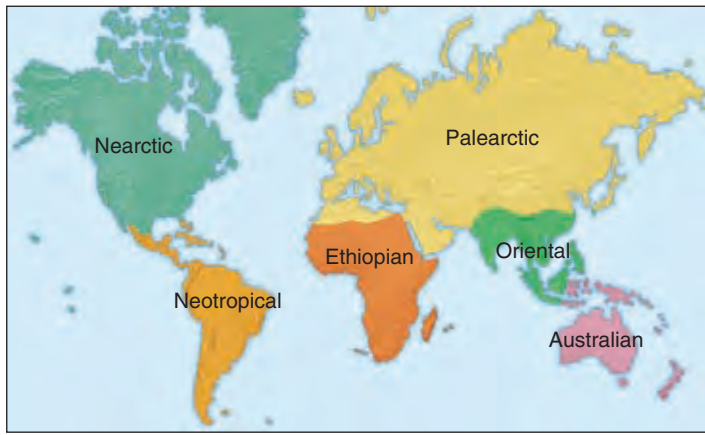 Nearctic
Palearctic
Oriental
Ethiopian
Neotropical
Australian